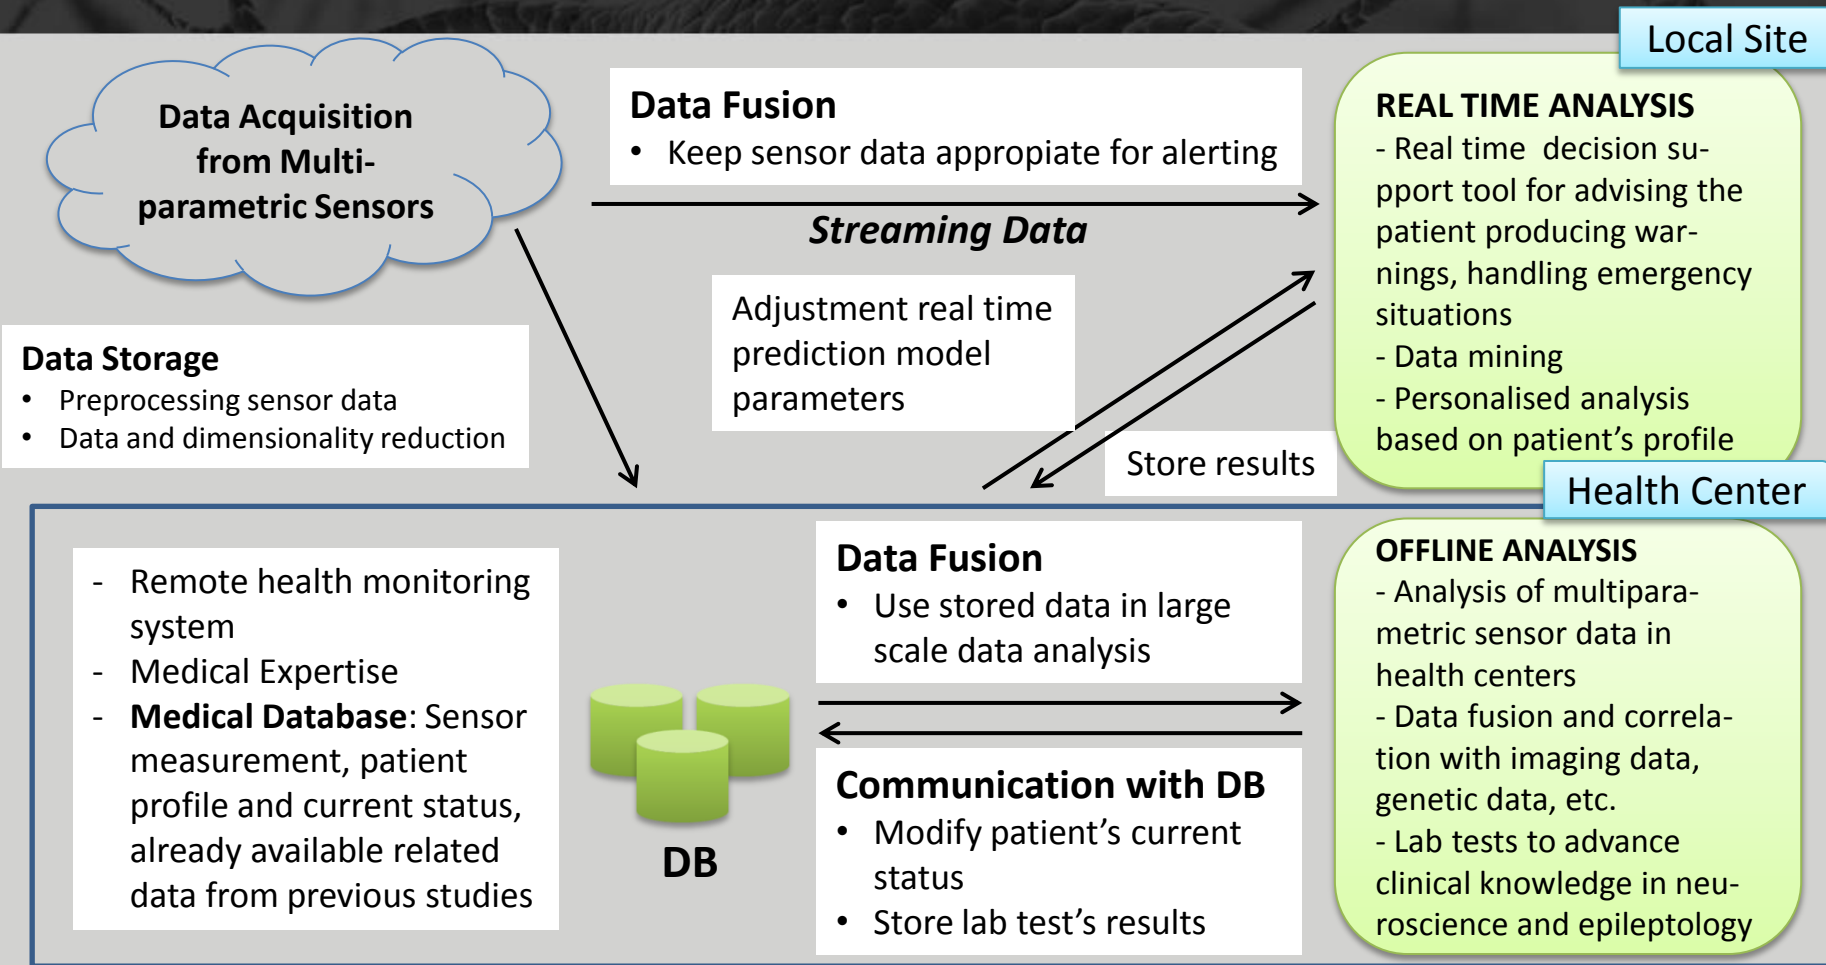 Local Site
Data Acquisition
from Multi-
parametric Sensors
Data Fusion
• Keep sensor data appropiate for alerting
Streaming Data
REAL TIME ANALYSIS
- Real time decision su-
pport tool for advising the
patient producing war-
nings, handling emergency
situations
- Data mining
- Personalised analysis
based on patient's profile
Adjustment real time
prediction model
parameters
Data Storage
• Preprocessing sensor data
• Data and dimensionality reduction
Store results
Health Center
- Remote health monitoring
system
- Medical Expertise
- Medical Database: Sensor
measurement, patient
profile and current status,
already available related
data from previous studies
DB
Data Fusion
• Use stored data in large
scale data analysis
Communication with DB
• Modify patient's current
status
• Store lab test's results
OFFLINE ANALYSIS
- Analysis of multipara-
metric sensor data in
health centers
- Data fusion and correla-
tion with imaging data,
genetic data, etc.
- Lab tests to advance
clinical knowledge in neu-
roscience and epileptology